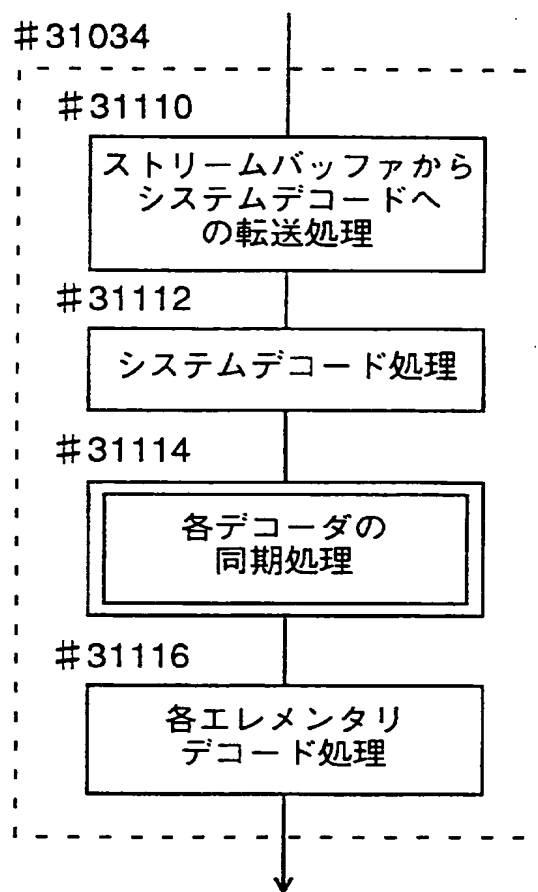 #31034
#31110
ストリームバッファから
システムデコードへ
の転送処理
#31112
システムデコード処理
#31114
各デコーダの
同期処理
#31116
各エレメンタリ
デコード処理